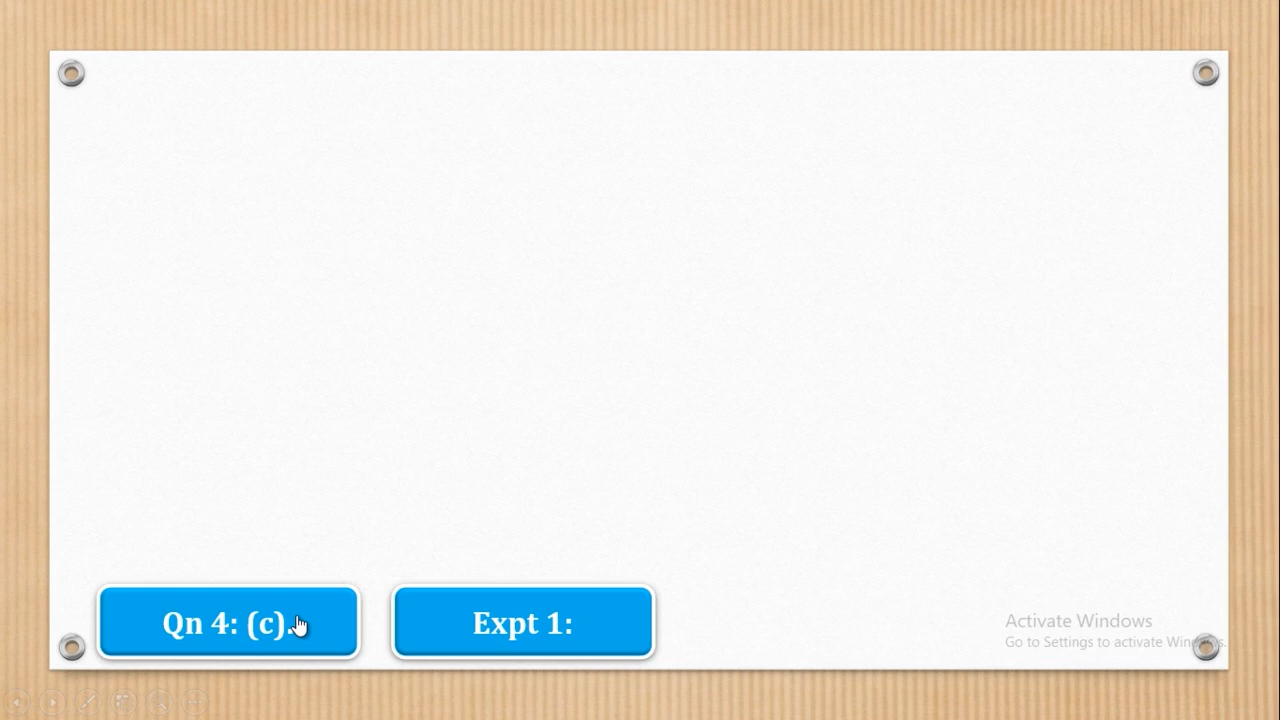 Qn 4: (c).
Expt 1:
Activate Windows
Go to Settings to activate Windows.